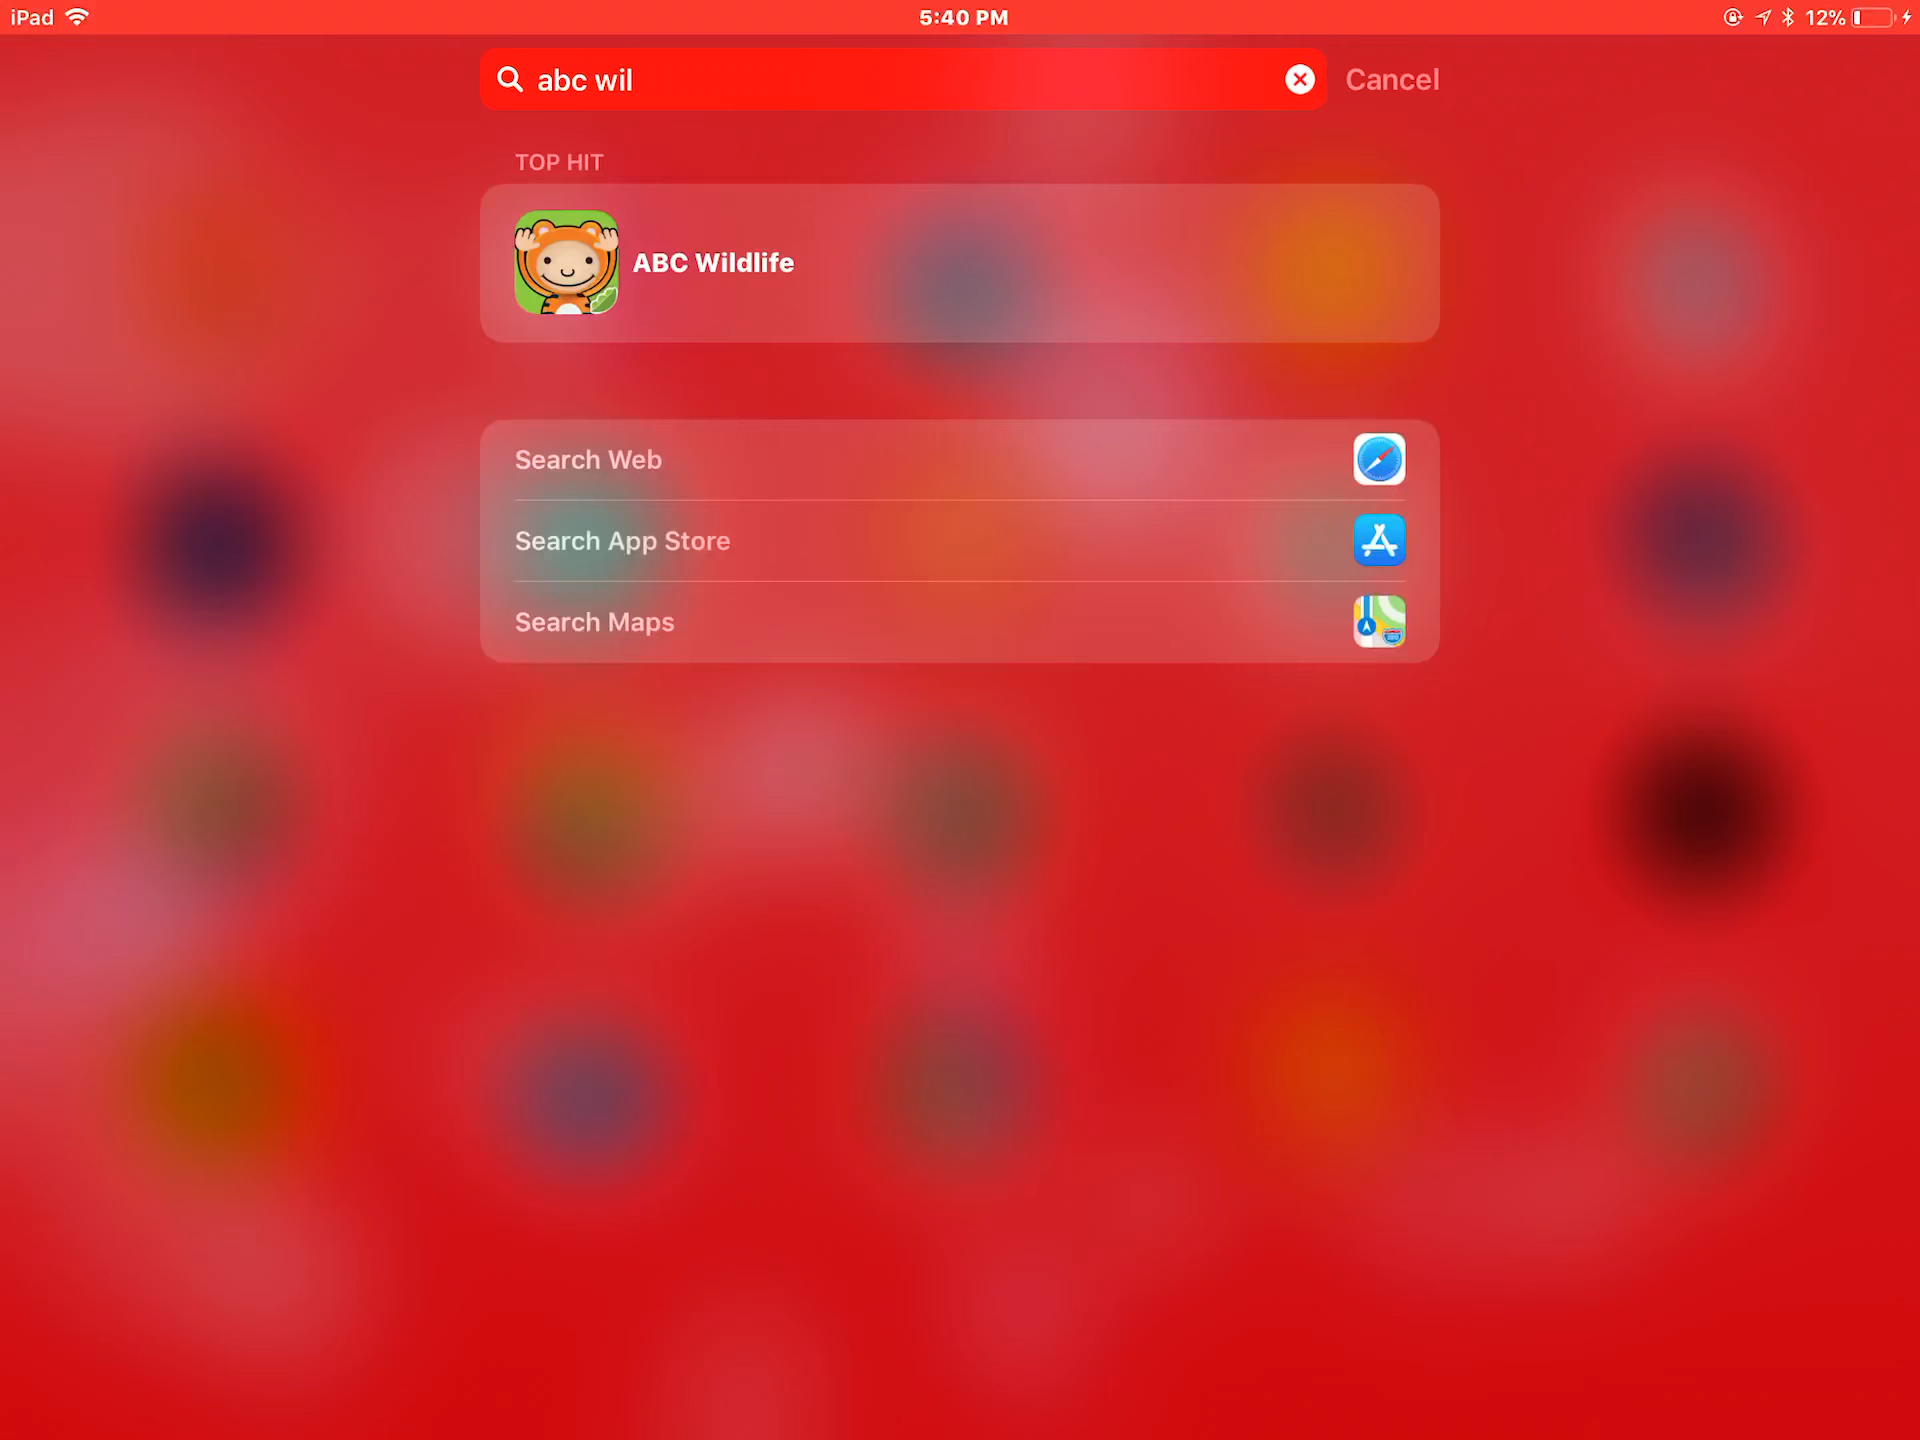 iPad
5:40 PM
12%
abc wil
Cancel
TOP HIT
ABC Wildlife
Search Web
Search App Store
Search Maps